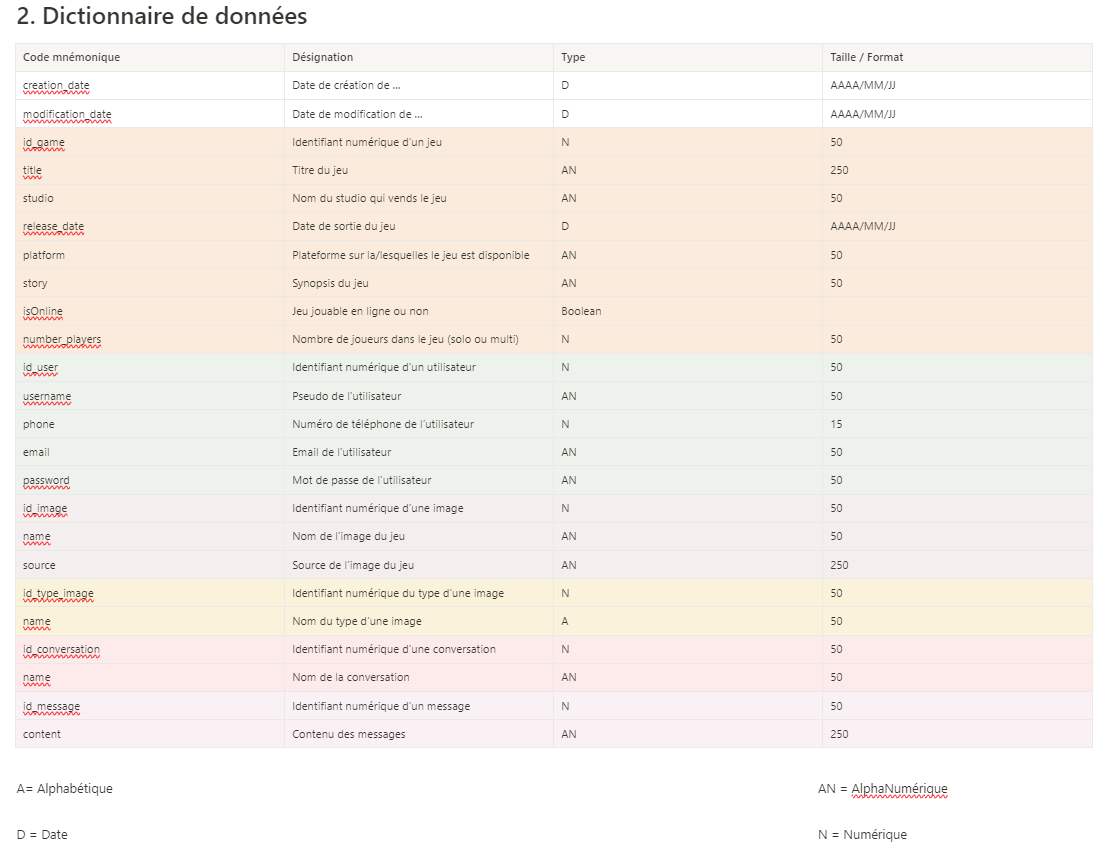 2. Dictionnaire de données
Code mnémonique Désignation Type Taille / Format
creation_date Date de création de ... D AAAA/MM/JJ
modification_date Date de modification de ... D AAAA/MM/JJ
id_game Identifiant numérique d'un jeu N 50
title Titre du jeu AN 250
studio Nom du studio qui vends le jeu AN 50
release_date Date de sortie du jeu D AAAA/MM/JJ
platform Plateforme sur la/lesquelles le jeu est disponible AN 50
story Synopsis du jeu AN 50
isOnline Jeu jouable en ligne ou non Boolean
number_players Nombre de joueurs dans le jeu (solo ou multi) N 50
id_user Identifiant numérique d'un utilisateur N 50
username Pseudo de l'utilisateur AN 50
phone Numéro de téléphone de l'utilisateur N 15
email Email de l'utilisateur AN 50
password Mot de passe de l'utilisateur AN 50
id_image Identifiant numérique d'une image N 50
name Nom de l'image du jeu AN 50
source Source de l'image du jeu AN 250
id_type_image Identifiant numérique du type d'une image N 50
name Nom du type d'une image A 50
id_conversation Identifiant numérique d'une conversation N 50
name Nom de la conversation AN 50
id_message Identifiant numérique d'un message N 50
content Contenu des messages AN 250
A= Alphabétique AN = AlphaNumérique
D = Date N = Numérique